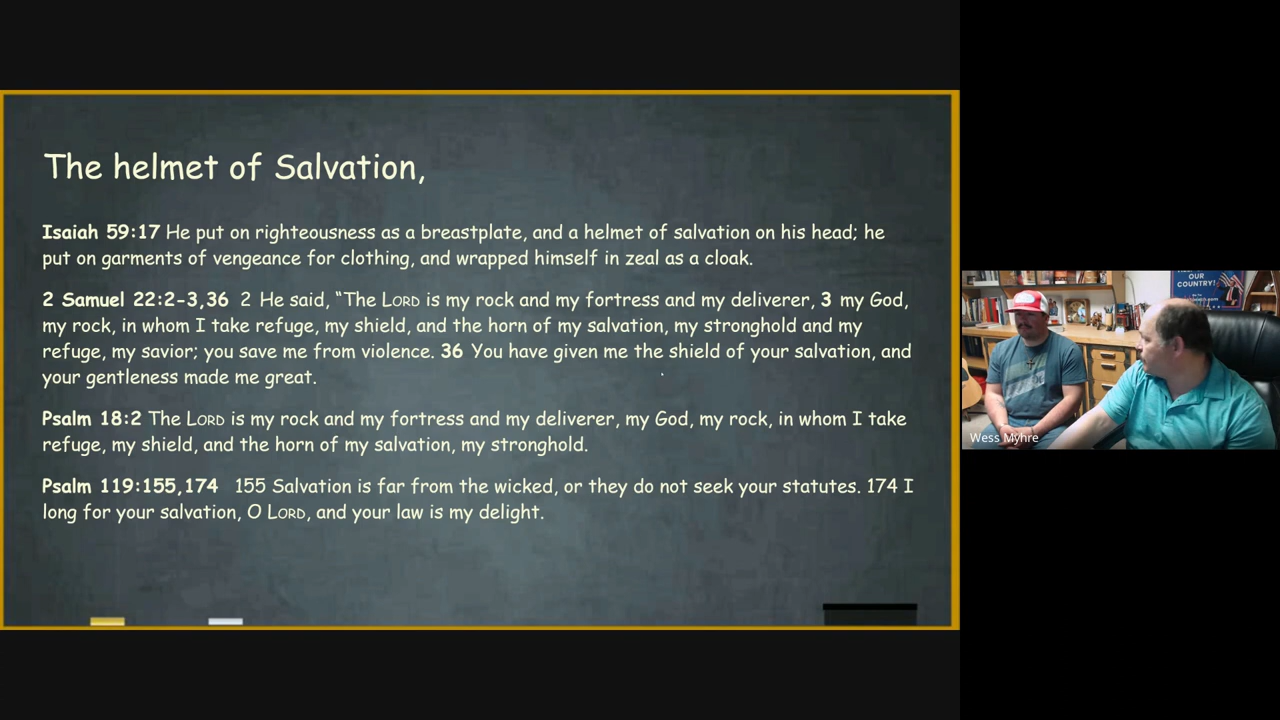 The helmet of Salvation,
Isaiah 59:17 He put on righteousness as a breastplate, and a helmet of salvation on his head; he
put on garments of vengeance for clothing, and wrapped himself in zeal as a cloak.
2 Samuel 22:2-3,36 2 He said, “The LORD is my rock and my fortress and my deliverer, 3 my God,
my rock, in whom I take refuge, my shield, and the horn of my salvation, my stronghold and my
refuge, my savior; you save me from violence. 36 You have given me the shield of your salvation, and
your gentleness made me great.
Psalm 18:2 The LORD is my rock and my fortress and my deliverer, my God, my rock, in whom I take
refuge, my shield, and the horn of my salvation, my stronghold.
Psalm 119:155,174 155 Salvation is far from the wicked, or they do not seek your statutes. 174 I
long for your salvation, O LORD, and your law is my delight.
OUR
COUNTRY!
Wess Myhre